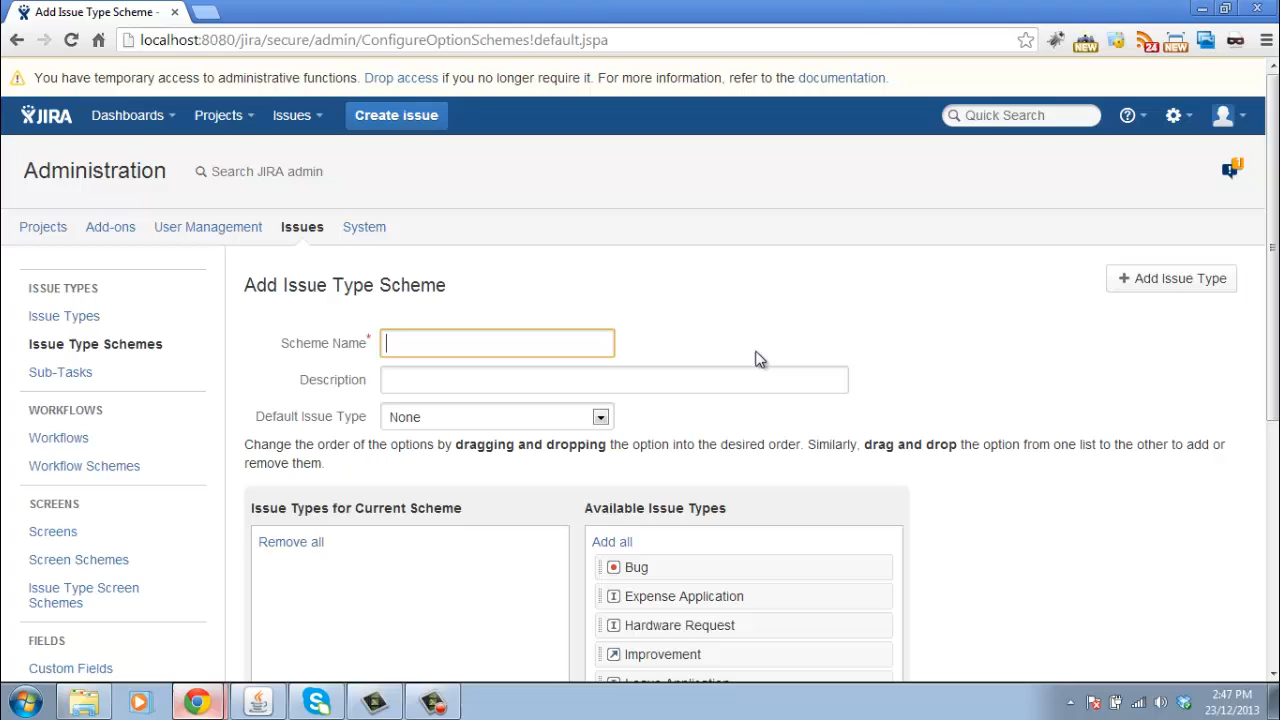 Add Issue Type Scheme -
localhost:8080/jira/secure/admin/ConfigureOptionSchemes!default.jspa
NEW
24
NEW
You have temporary access to administrative functions. Drop access if you no longer require it. For more information, refer to the documentation.
JIRA
Dashboards
Projects
Issues
Create issue
Quick Search
Administration
Search JIRA admin
Projects
Add-ons
User Management
Issues
System
ISSUE TYPES
Issue Types
Issue Type Schemes
Sub-Tasks
WORKFLOWS
Workflows
Workflow Schemes
SCREENS
Screens
Screen Schemes
Issue Type Screen
Schemes
FIELDS
Custom Fields
Add Issue Type Scheme
+ Add Issue Type
Scheme Name*
Description
Default Issue Type
None
Change the order of the options by dragging and dropping the option into the desired order. Similarly, drag and drop the option from one list to the other to add or
remove them.
Issue Types for Current Scheme
Remove all
Available Issue Types
Add all
Bug
Expense Application
Hardware Request
Improvement
Leave Application
2:47 PM
23/12/2013